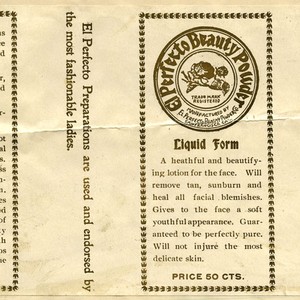 El Perfecto Preparations are used and endorsed by
the most fashionable ladies.
El Perfecto Beauty Powder
TRADE MARK
REGISTERED
MANUFACTURED BY
Liquid Form
A heathful and beautify-
ing lotion for the face. Will
remove tan, sunburn and
heal all facial blemishes.
Gives to the face a soft
youthful appearance. Guar-
anteed to be perfectly pure.
Will not injure the most
delicate skin.
PRICE 50 CTS.